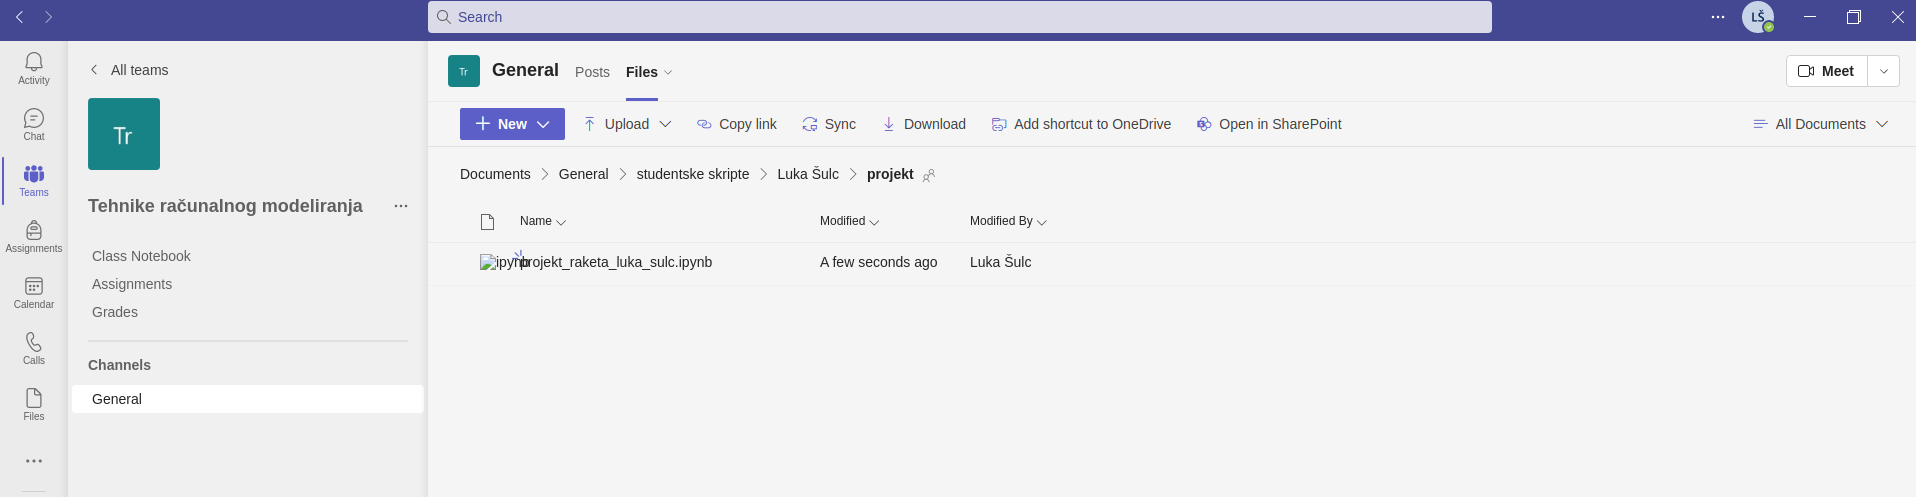 Search
LŠ
Activity
Chat
Teams
Assignments
Calendar
Calls
Files
All teams
Tr
Tehnike računalnog modeliranja
Class Notebook
Assignments
Grades
Channels
General
Tr
General
Posts
Files
Meet
New
Upload
Copy link
Sync
Download
Add shortcut to OneDrive
Open in SharePoint
All Documents
Documents
General
studentske skripte
Luka Šulc
projekt
Name
Modified
Modified By
ipynb
projekt_raketa_luka_sulc.ipynb
A few seconds ago
Luka Šulc